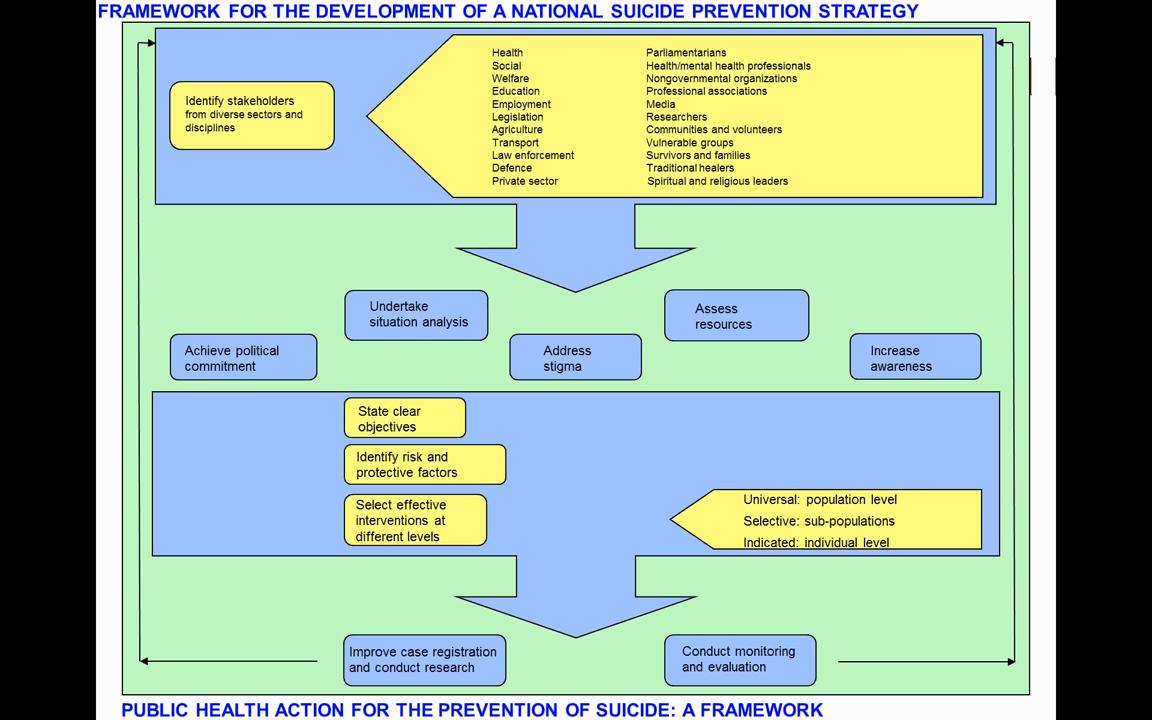 FRAMEWORK FOR THE DEVELOPMENT OF A NATIONAL SUICIDE PREVENTION STRATEGY
Identify stakeholders
from diverse sectors and
disciplines
Health
Social
Welfare
Education
Employment
Legislation
Agriculture
Transport
Law enforcement
Defence
Private sector
Parliamentarians
Health/mental health professionals
Nongovernmental organizations
Professional associations
Media
Researchers
Communities and volunteers
Vulnerable groups
Survivors and families
Traditional healers
Spiritual and religious leaders
Achieve political
commitment
Undertake
situation analysis
Address
stigma
Assess
resources
Increase
awareness
State clear
objectives
Identify risk and
protective factors
Select effective
interventions at
different levels
Universal: population level
Selective: sub-populations
Indicated: individual level
Improve case registration
and conduct research
Conduct monitoring
and evaluation
PUBLIC HEALTH ACTION FOR THE PREVENTION OF SUICIDE: A FRAMEWORK